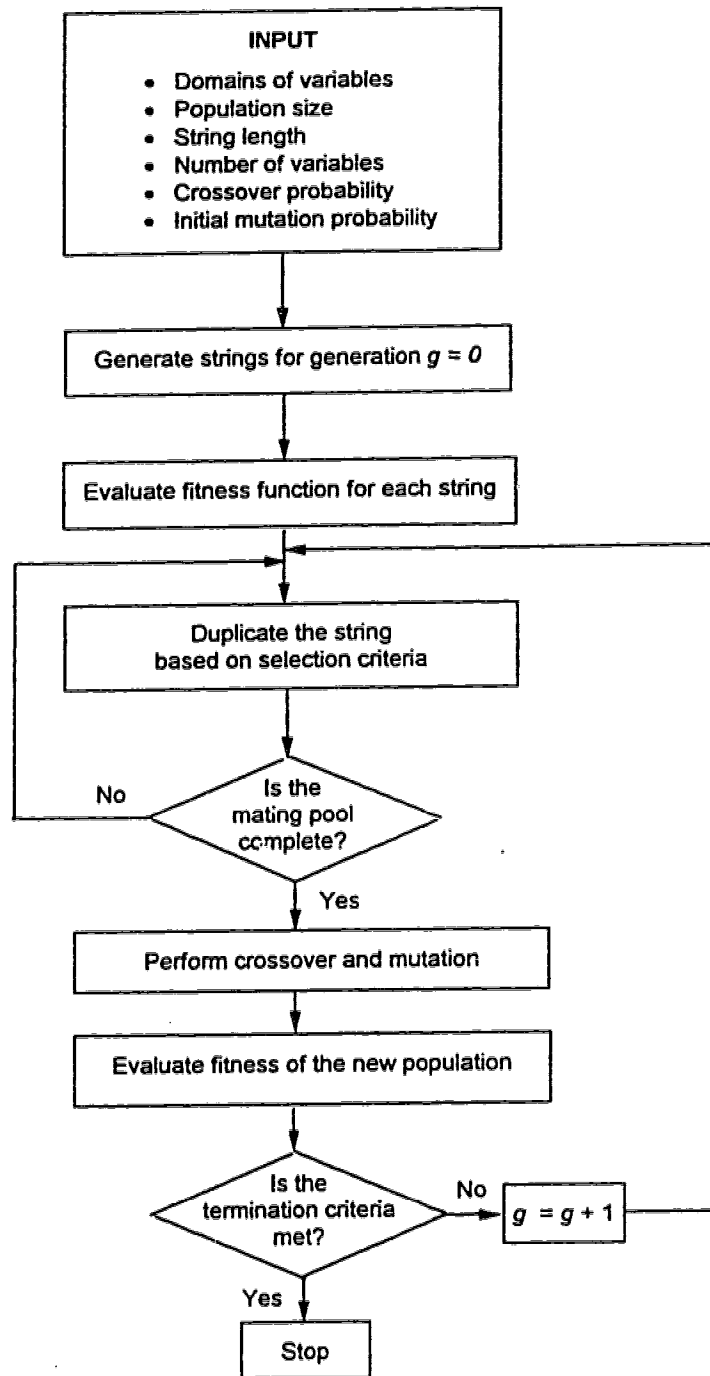 INPUT
• Domains of variables
• Population size
• String length
• Number of variables
• Crossover probability
• Initial mutation probability
Generate strings for generation g = 0
Evaluate fitness function for each string
Duplicate the string
based on selection criteria
No
Is the
mating pool
complete?
Yes
Perform crossover and mutation
Evaluate fitness of the new population
Is the
termination criteria
met?
No
g = g + 1
Yes
Stop